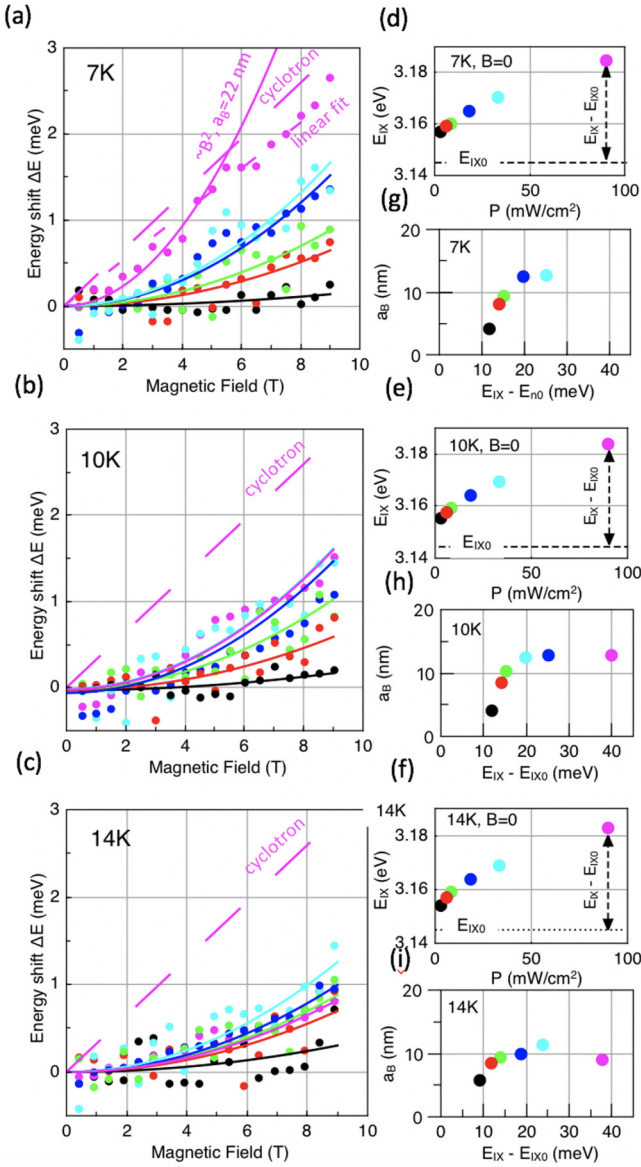 (a)
7K
~B², a_B=22 nm
cyclotron
linear fit
Energy shift ΔE (meV)
3
2
1
0
0 2 4 6 8 10
Magnetic Field (T)
(b)
10K
cyclotron
Energy shift ΔE (meV)
3
2
1
0
0 2 4 6 8 10
Magnetic Field (T)
(c)
14K
cyclotron
Energy shift ΔE (meV)
3
2
1
0
0 2 4 6 8 10
Magnetic Field (T)
(d)
7K, B=0
E_IX (eV)
3.18
3.16
3.14
E_IX0
E_IX - E_IX0
0 50 100
P (mW/cm²)
(g)
7K
a_B (nm)
20
10
0
0 10 20 30 40
E_IX - E_n0 (meV)
(e)
10K, B=0
E_IX (eV)
3.18
3.16
3.14
E_IX0
E_IX - E_IX0
0 50 100
P (mW/cm²)
(h)
10K
a_B (nm)
20
10
0
0 10 20 30 40
E_IX - E_IX0 (meV)
(f)
14K
14K, B=0
E_IX (eV)
3.18
3.16
3.14
E_IX0
E_IX - E_IX0
0 50 100
P (mW/cm²)
(i)
14K
a_B (nm)
20
10
0
0 10 20 30 40
E_IX - E_IX0 (meV)